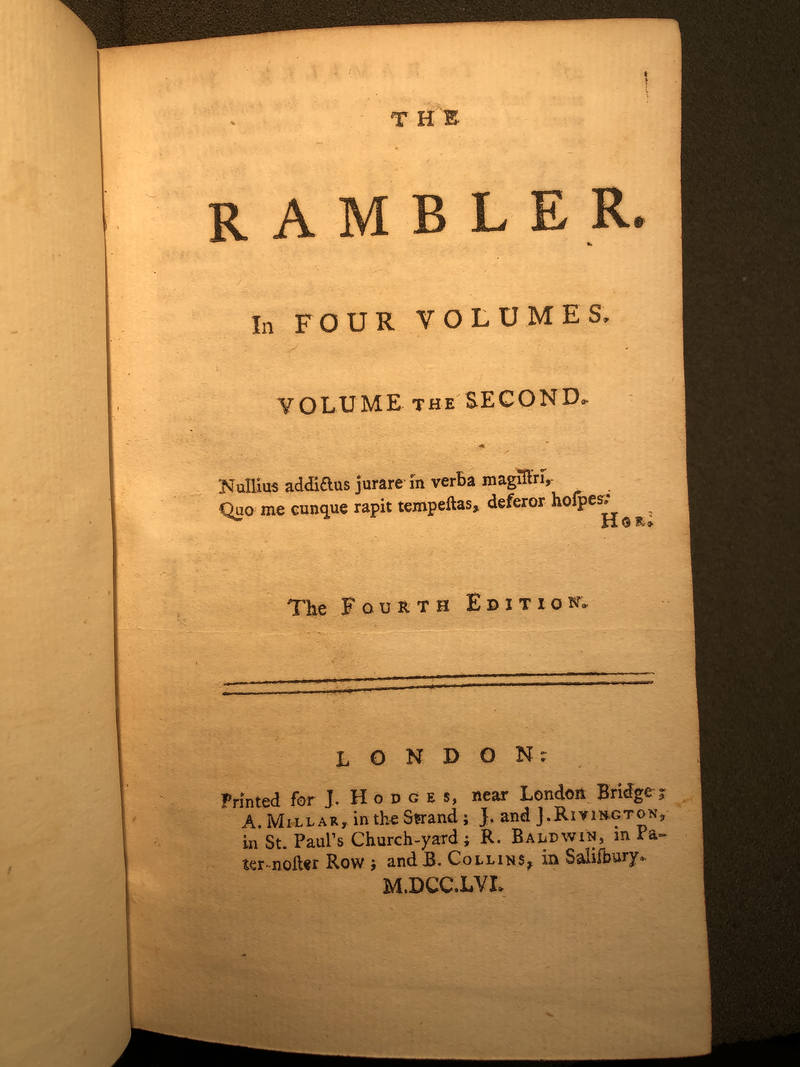 THE
RAMBLER.
In FOUR VOLUMES.
VOLUME THE SECOND.
Nullius addictus jurare in verba magiſtri,
Quo me cunque rapit tempeſtas, deferor hoſpes.
HOR.
The FOURTH EDITION.
LONDON:
Printed for J. HODGES, near London Bridge;
A. MILLAR, in the Strand; J. and J. RIVINGTON,
in St. Paul's Church-yard; R. BALDWIN, in Pa-
ter-noſter Row; and B. COLLINS, in Saliſbury.
M.DCC.LVI.